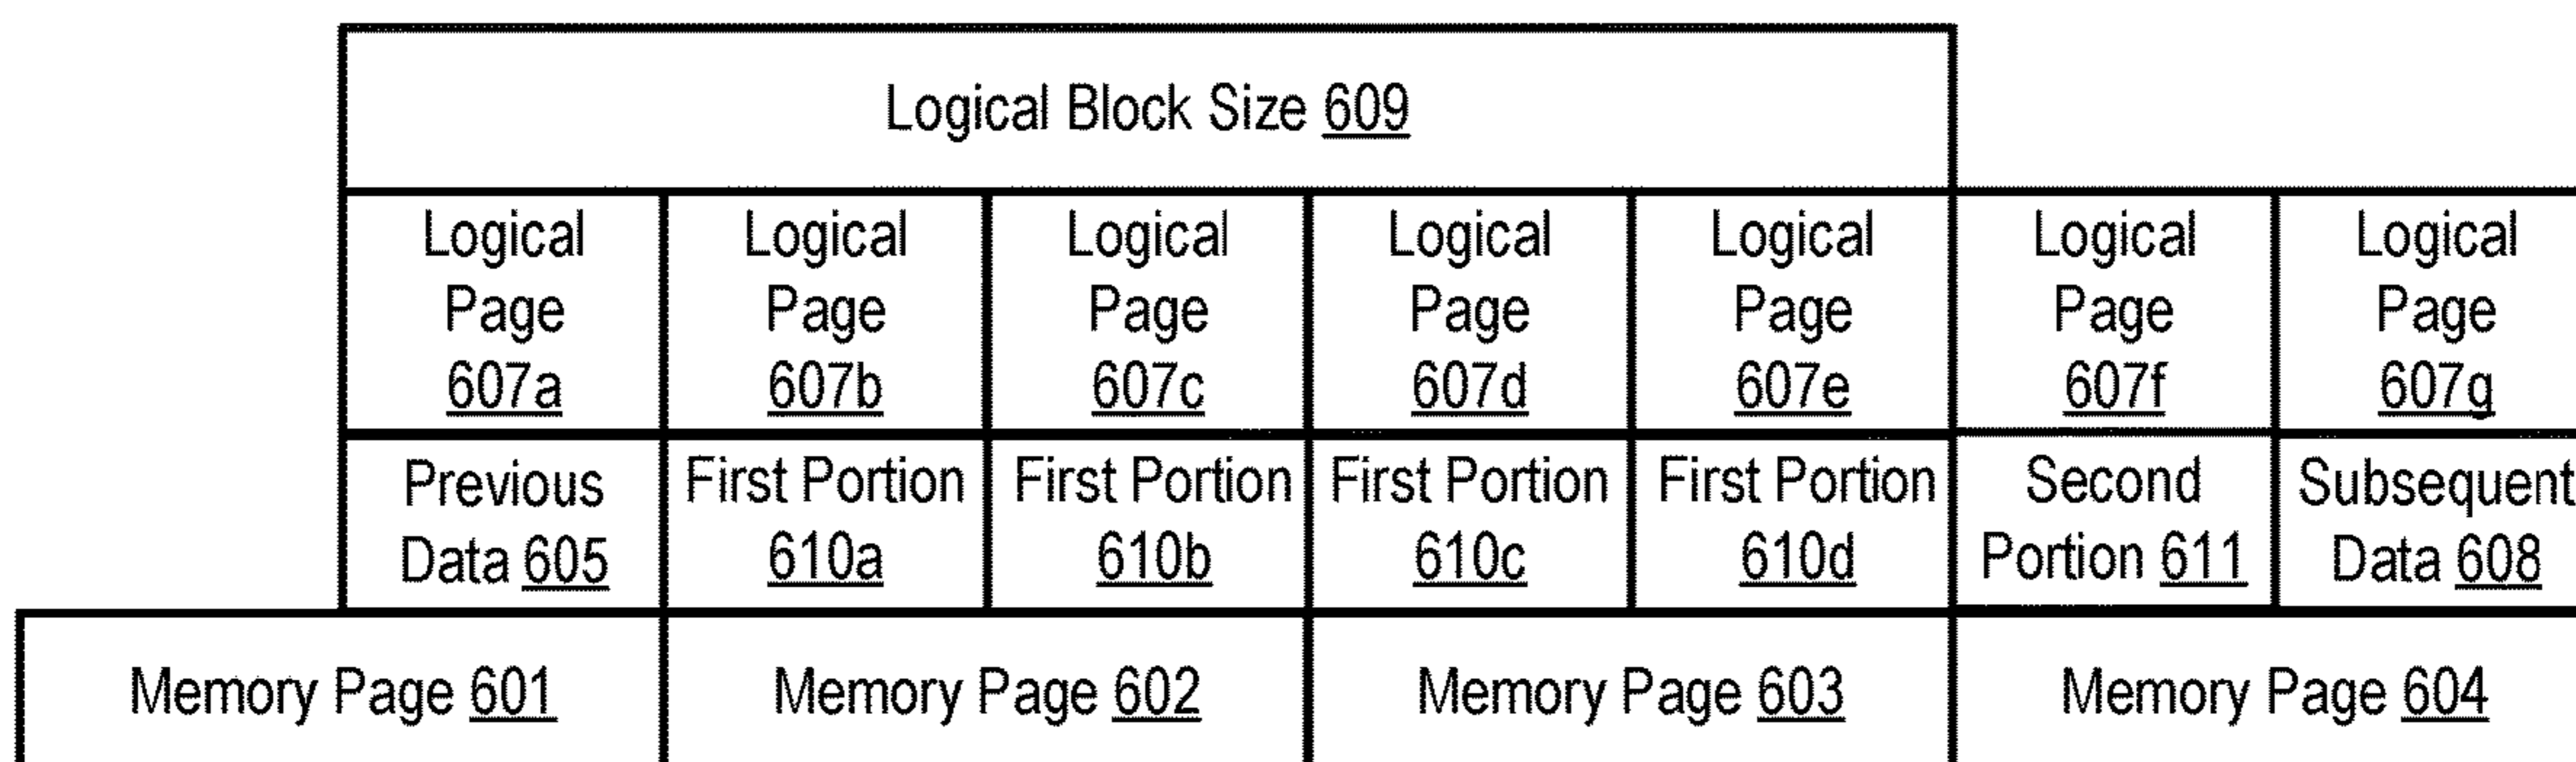 Logical Block Size 609
Logical
Page
607a
Logical
Page
607b
Logical
Page
607c
Logical
Page
607d
Logical
Page
607e
Logical
Page
607f
Logical
Page
607g
Previous
Data 605
First Portion
610a
First Portion
610b
First Portion
610c
First Portion
610d
Second
Portion 611
Subsequent
Data 608
Memory Page 601
Memory Page 602
Memory Page 603
Memory Page 604